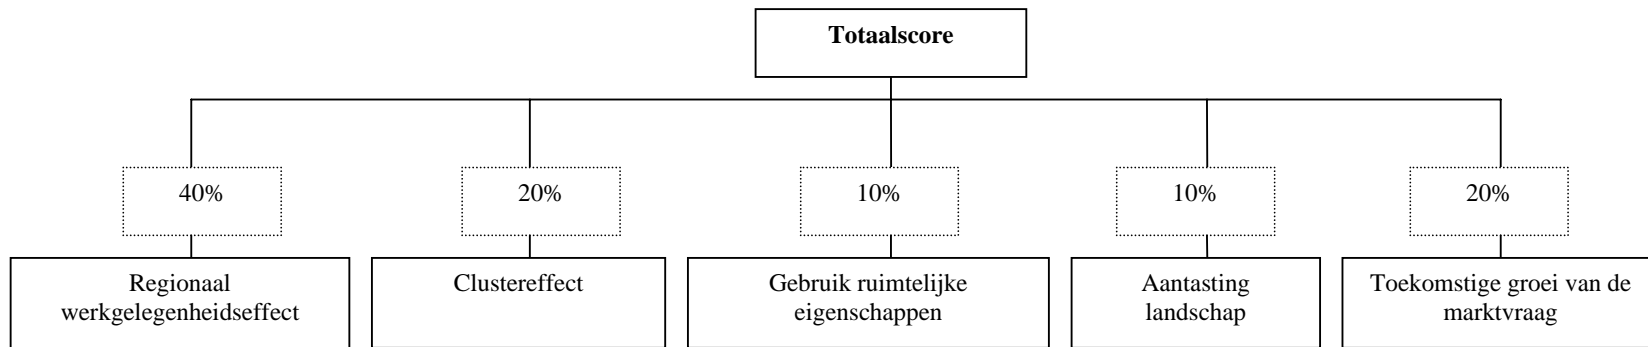 Totaalscore
40%
20%
10%
10%
20%
Regionaal
werkgelegenheidseffect
Clustereffect
Gebruik ruimtelijke
eigenschappen
Aantasting
landschap
Toekomstige groei van de
marktvraag